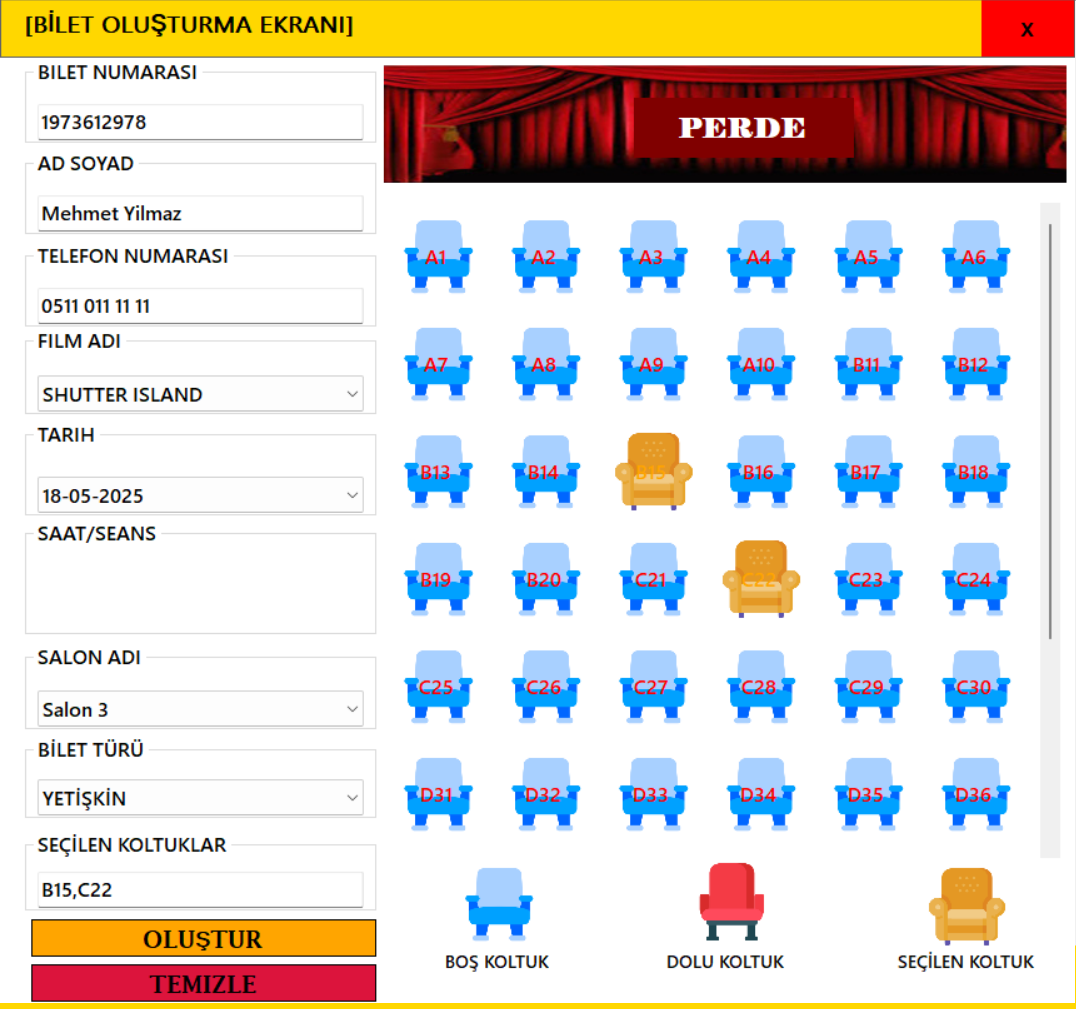 [BİLET OLUŞTURMA EKRANI]
X
BILET NUMARASI
1973612978
AD SOYAD
Mehmet Yilmaz
TELEFON NUMARASI
0511 011 11 11
FILM ADI
SHUTTER ISLAND
TARIH
18-05-2025
SAAT/SEANS
SALON ADI
Salon 3
BİLET TÜRÜ
YETİŞKİN
SEÇİLEN KOLTUKLAR
B15,C22
OLUŞTUR
TEMIZLE
PERDE
A1 A2 A3 A4 A5 A6
A7 A8 A9 A10 B11 B12
B13 B14 B15 B16 B17 B18
B19 B20 C21 C22 C23 C24
C25 C26 C27 C28 C29 C30
D31 D32 D33 D34 D35 D36
BOŞ KOLTUK DOLU KOLTUK SEÇİLEN KOLTUK